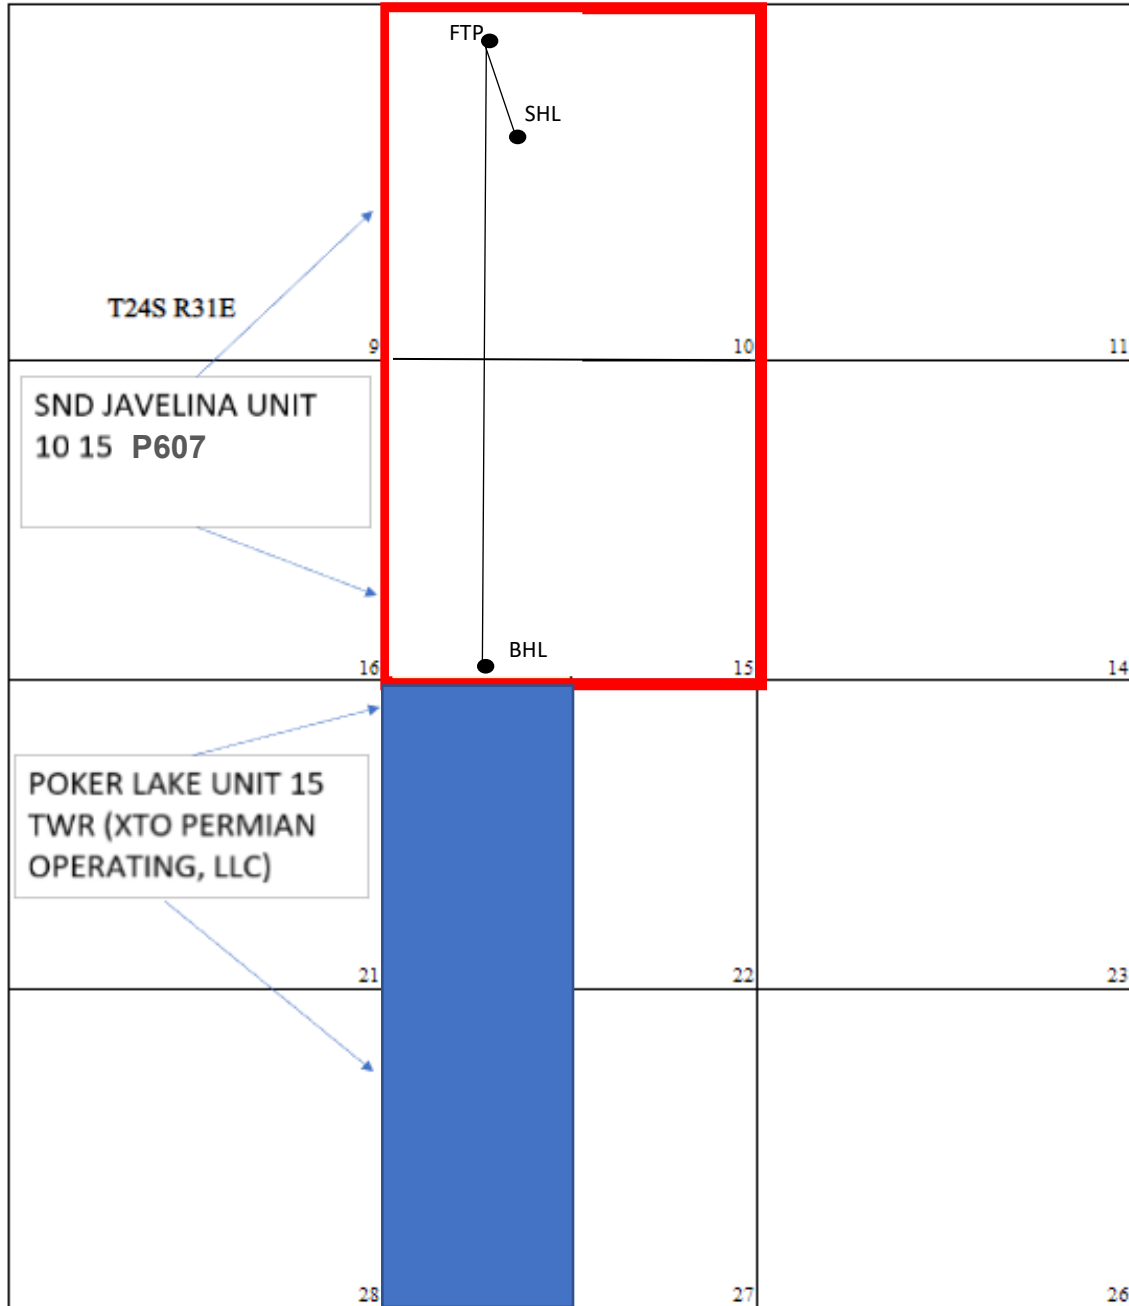 FTP
SHL
T24S R31E
9
10
11
SND JAVELINA UNIT
10 15 P607
BHL
16
15
14
POKER LAKE UNIT 15
TWR (XTO PERMIAN
OPERATING, LLC)
21
22
23
28
27
26